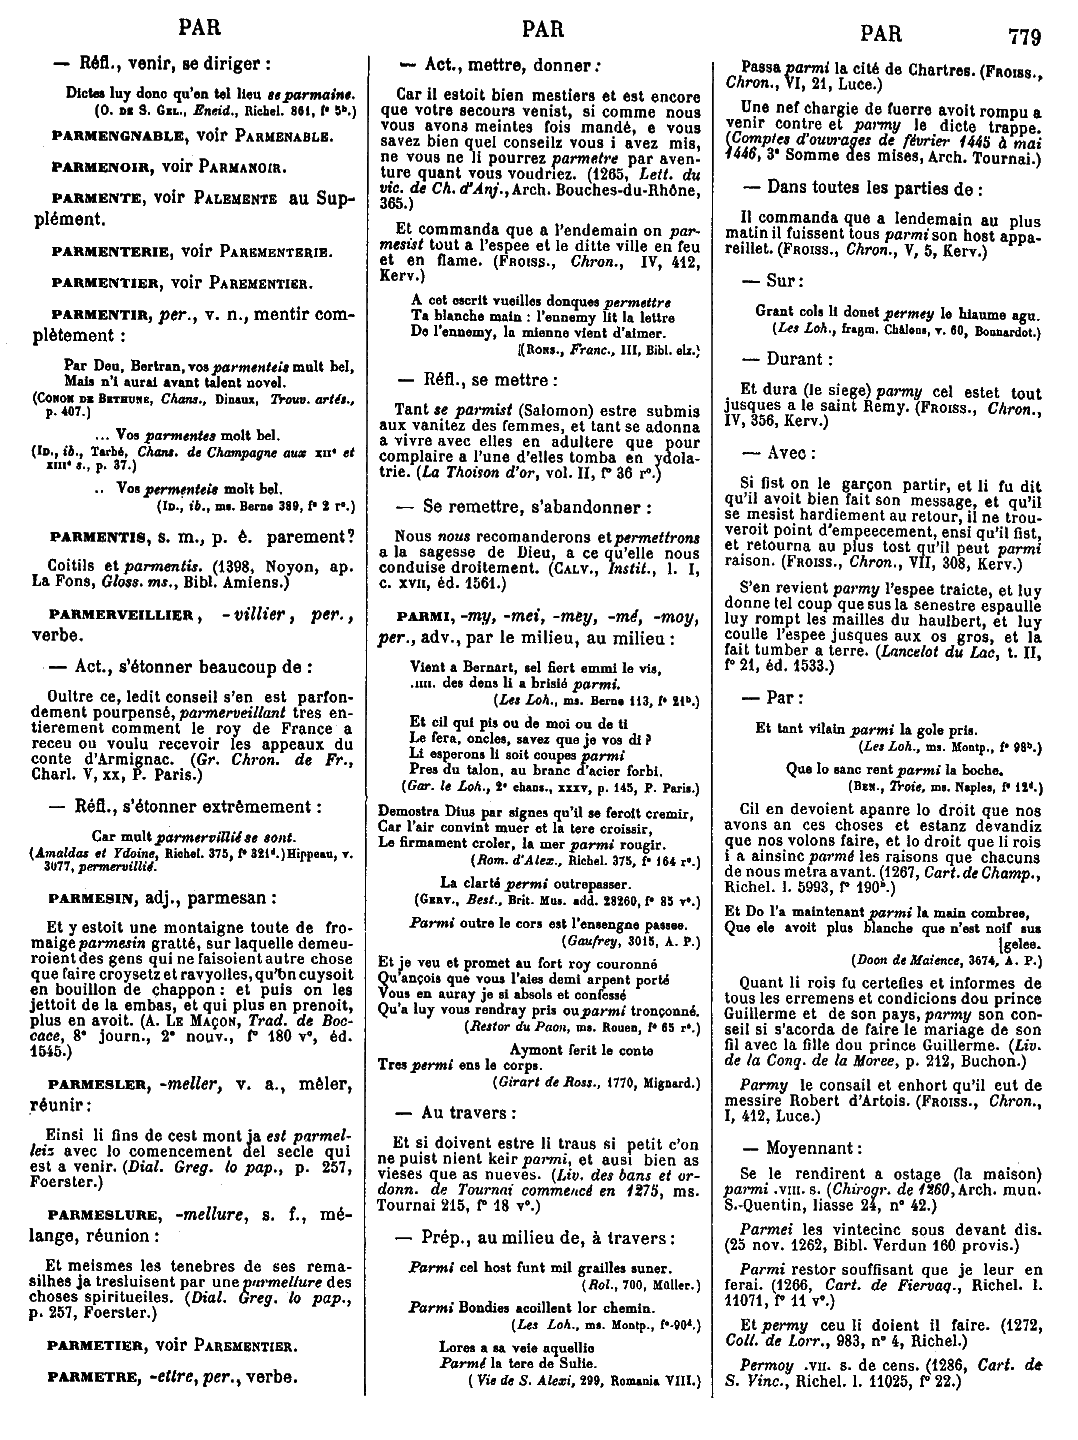 PAR
PAR
PAR
779
— Réfl., venir, se diriger :
Dictes luy donc qu'en tel lieu se parmaine.
(O. DE S. GEL., Eneid., Richel. 861, f° 5ᵇ.)
PARMENGNABLE, voir PARMENABLE.
PARMENOIR, voir PARMANOIR.
PARMENTE, voir PALEMENTE au Sup-
plément.
PARMENTERIE, voir PAREMENTERIE.
PARMENTIER, voir PAREMENTIER.
PARMENTIR, per., v. n., mentir com-
plètement :
Par Deu, Bertran, vos parmenteis mult bel,
Mais n'i aurai avant talent novel.
(CONON DE BETHUNE, Chans., Dinaux, Trouv. artés.,
p. 407.)
... Vos parmentes molt bel.
(ID., ib., Tarbé, Chans. de Champagne aux XIIᵉ et
XIIIᵉ s., p. 37.)
.. Vos permenteis molt bel.
(ID., ib., ms. Berne 389, f° 2 r°.)
PARMENTIS, s. m., p. ê. parement?
Coitils et parmentis. (1398, Noyon, ap.
La Fons, Gloss. ms., Bibl. Amiens.)
PARMERVEILLIER, -villier, per.,
verbe.
— Act., s'étonner beaucoup de :
Oultre ce, ledit conseil s'en est parfon-
dement pourpensé, parmerveillant tres en-
tierement comment le roy de France a
receu ou voulu recevoir les appeaux du
conte d'Armignac. (Gr. Chron. de Fr.,
Charl. V, XX, P. Paris.)
— Réfl., s'étonner extrêmement :
Car mult parmervillié se sont.
(Amaldas et Ydoine, Richel. 375, f° 321ᵈ.) Hippeau, v.
3077, permervillié.
PARMESIN, adj., parmesan :
Et y estoit une montaigne toute de fro-
maige parmesin gratté, sur laquelle demeu-
roient des gens qui ne faisoient autre chose
que faire croysetz et ravyolles, qu'on cuysoit
en bouillon de chappon : et puis on les
jettoit de la embas, et qui plus en prenoit,
plus en avoit. (A. LE MAÇON, Trad. de Boc-
cace, 8° journ., 2° nouv., f° 180 v°, éd.
1545.)
PARMESLER, -meller, v. a., mêler,
réunir :
Einsi li fins de cest mont ja est parmel-
leiz avec lo comencement del secle qui
est a venir. (Dial. Greg. lo pap., p. 257,
Foerster.)
PARMESLURE, -mellure, s. f., mé-
lange, réunion :
Et meismes les tenebres de ses rema-
silhes ja tresluisent par une parmellure des
choses spiritueiles. (Dial. Greg. lo pap.,
p. 257, Foerster.)
PARMETIER, voir PAREMENTIER.
PARMETRE, -ettre, per., verbe.
— Act., mettre, donner :
Car il estoit bien mestiers et est encore
que votre secours venist, si comme nous
vous avons meintes fois mandé, e vous
savez bien quel conseilz vous i avez mis,
ne vous ne li pourrez parmetre par aven-
ture quant vous voudriez. (1265, Lett. du
vic. de Ch. d'Anj., Arch. Bouches-du-Rhône,
365.)
Et commanda que a l'endemain on par-
mesist tout a l'espee et le ditte ville en feu
et en flame. (FROISS., Chron., IV, 412,
Kerv.)
A cet escrit vueilles donques permettre
Ta blanche main : l'ennemy lit la lettre
De l'ennemy, la mienne vient d'aimer.
(RONS., Franc., III, Bibl. elz.)
— Réfl., se mettre :
Tant se parmist (Salomon) estre submis
aux vanitez des femmes, et tant se adonna
a vivre avec elles en adultere que pour
complaire a l'une d'elles tomba en ydola-
trie. (La Thoison d'or, vol. II, f° 36 r°.)
— Se remettre, s'abandonner :
Nous nous recomanderons et permettrons
a la sagesse de Dieu, a ce qu'elle nous
conduise droitement. (CALV., Instit., l. I,
c. XVII, éd. 1561.)
PARMI, -my, -mei, -mey, -mé, -moy,
per., adv., par le milieu, au milieu :
Vient a Bernart, sel fiert emmi le vis,
.IIII. des dens li a brisié parmi.
(Les Loh., ms. Berne 113, f° 21ᵇ.)
Et cil qui pis ou de moi ou de ti
Le fera, oncles, savez que je vos di ?
Li esperons li soit coupes parmi
Pres du talon, au branc d'acier forbi.
(Gar. le Loh., 2° chans., XXXV, p. 145, P. Paris.)
Demostra Dius par signes qu'il se feroit cremir,
Car l'air convint muer et la tere croissir,
Le firmament croler, la mer parmi rougir.
(Rom. d'Alex., Richel. 375, f° 164 r°.)
La clarté permi outrepasser.
(GERV., Best., Brit. Mus. add. 28260, f° 85 v°.)
Parmi outre le cors est l'ensengne passee.
(Gaufrey, 3015, A. P.)
Et je veu et promet au fort roy couronné
Qu'ançois que vous l'aies demi arpent porté
Vous en auray je si absols et confessé
Qu'a luy vous rendray pris ou parmi tronçonné.
(Restor du Paon, ms. Rouen, f° 65 r°.)
Aymont ferit le conte
Tres permi ens le corps.
(Girart de Ross., 1770, Mignard.)
— Au travers :
Et si doivent estre li traus si petit c'on
ne puist nient keir parmi, et ausi bien as
vieses que as nueves. (Liv. des bans et or-
donn. de Tournai commencé en 1275, ms.
Tournai 215, f° 18 v°.)
— Prép., au milieu de, à travers :
Parmi cel host funt mil grailles suner.
(Rol., 700, Müller.)
Parmi Bondies acoillent lor chemin.
(Les Loh., ms. Montp., f° 90ᵈ.)
Lores a sa veie aquellie
Parmé la tere de Sulie.
(Vie de S. Alexi, 299, Romania VIII.)
Passa parmi la cité de Chartres. (FROISS.,
Chron., VI, 21, Luce.)
Une nef chargie de fuerre avoit rompu a
venir contre et parmy le dicte trappe.
(Comptes d'ouvrages de février 1445 à mai
1446, 3° Somme des mises, Arch. Tournai.)
— Dans toutes les parties de :
Il commanda que a lendemain au plus
matin il fuissent tous parmi son host appa-
reillet. (FROISS., Chron., V, 5, Kerv.)
— Sur :
Grant cols li donet permey le hiaume agu.
(Les Loh., fragm. Châlons, v. 60, Bonnardot.)
— Durant :
Et dura (le siege) parmy cel estet tout
jusques a le saint Remy. (FROISS., Chron.,
IV, 356, Kerv.)
— Avec :
Si fist on le garçon partir, et li fu dit
qu'il avoit bien fait son message, et qu'il
se mesist hardiement au retour, il ne trou-
veroit point d'empeecement, ensi qu'il fist,
et retourna au plus tost qu'il peut parmi
raison. (FROISS., Chron., VII, 308, Kerv.)
S'en revient parmy l'espee traicte, et luy
donne tel coup que sus la senestre espaulle
luy rompt les mailles du haulbert, et luy
coulle l'espee jusques aux os gros, et la
fait tumber a terre. (Lancelot du Lac, t. II,
f° 21, éd. 1533.)
— Par :
Et tant vilain parmi la gole pris.
(Les Loh., ms. Montp., f° 98ᵇ.)
Que lo sanc rent parmi la boche.
(BEN., Troie, ms. Naples, f° 12ᵈ.)
Cil en devoient apanre lo droit que nos
avons an ces choses et estanz devandiz
que nos volons faire, et lo droit que li rois
i a ainsinc parmé les raisons que chacuns
de nous metra avant. (1267, Cart. de Champ.,
Richel. l. 5993, f° 190ᵇ.)
Et Do l'a maintenant parmi la main combree,
Que ele avoit plus blanche que n'est noif sus
[gelee.
(Doon de Maience, 3674, A. P.)
Quant li rois fu certefies et informes de
tous les erremens et condicions dou prince
Guillerme et de son pays, parmy son con-
seil si s'acorda de faire le mariage de son
fil avec la fille dou prince Guillerme. (Liv.
de la Conq. de la Moree, p. 212, Buchon.)
Parmy le consail et enhort qu'il eut de
messire Robert d'Artois. (FROISS., Chron.,
I, 412, Luce.)
— Moyennant :
Se le rendirent a ostage (la maison)
parmi .VIII. s. (Chirogr. de 1260, Arch. mun.
S.-Quentin, liasse 24, n° 42.)
Parmei les vintecinc sous devant dis.
(25 nov. 1262, Bibl. Verdun 160 provis.)
Parmi restor souffisant que je leur en
ferai. (1266, Cart. de Fiervaq., Richel. l.
11071, f° 11 v°.)
Et permy ceu li doient il faire. (1272,
Coll. de Lorr., 983, n° 4, Richel.)
Permoy .VII. s. de cens. (1286, Cart. de
S. Vinc., Richel. l. 11025, f° 22.)